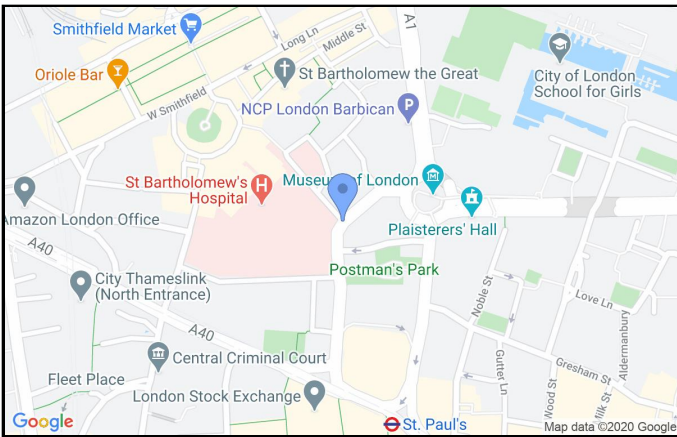 Smithfield Market
Long Ln
Middle St
A1
Oriole Bar
St Bartholomew the Great
City of London
School for Girls
NCP London Barbican
P
W Smithfield
St Bartholomew's
Hospital
H
Museum of London
Amazon London Office
Plaisterers' Hall
A40
City Thameslink
(North Entrance)
Postman's Park
Noble St
Love Ln
Aldermanbury
A40
Central Criminal Court
Gresham St
Gutter Ln
Wood St
Milk St
Fleet Place
London Stock Exchange
St. Paul's
Google
Map data ©2020 Google